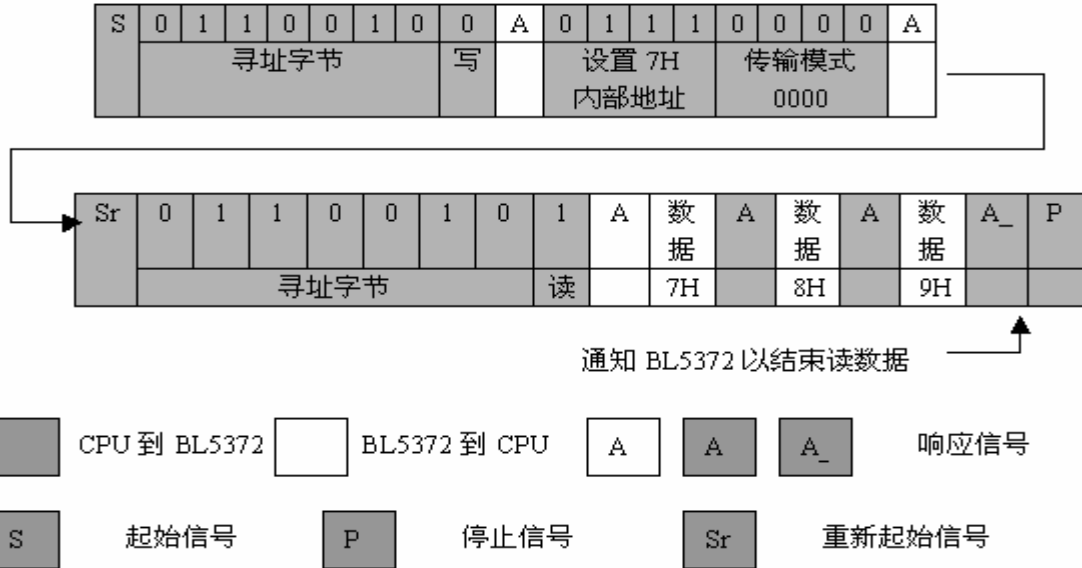 S 0 1 1 0 0 1 0 0 A 0 1 1 1 0 0 0 0 A
寻址字节 写 设置 7H 传输模式
内部地址 0000
Sr 0 1 1 0 0 1 0 1 A 数 A 数 A 数 A_ P
据 据 据
寻址字节 读 7H 8H 9H
通知 BL5372 以结束读数据
CPU 到 BL5372 BL5372 到 CPU A A A_ 响应信号
S 起始信号 P 停止信号 Sr 重新起始信号